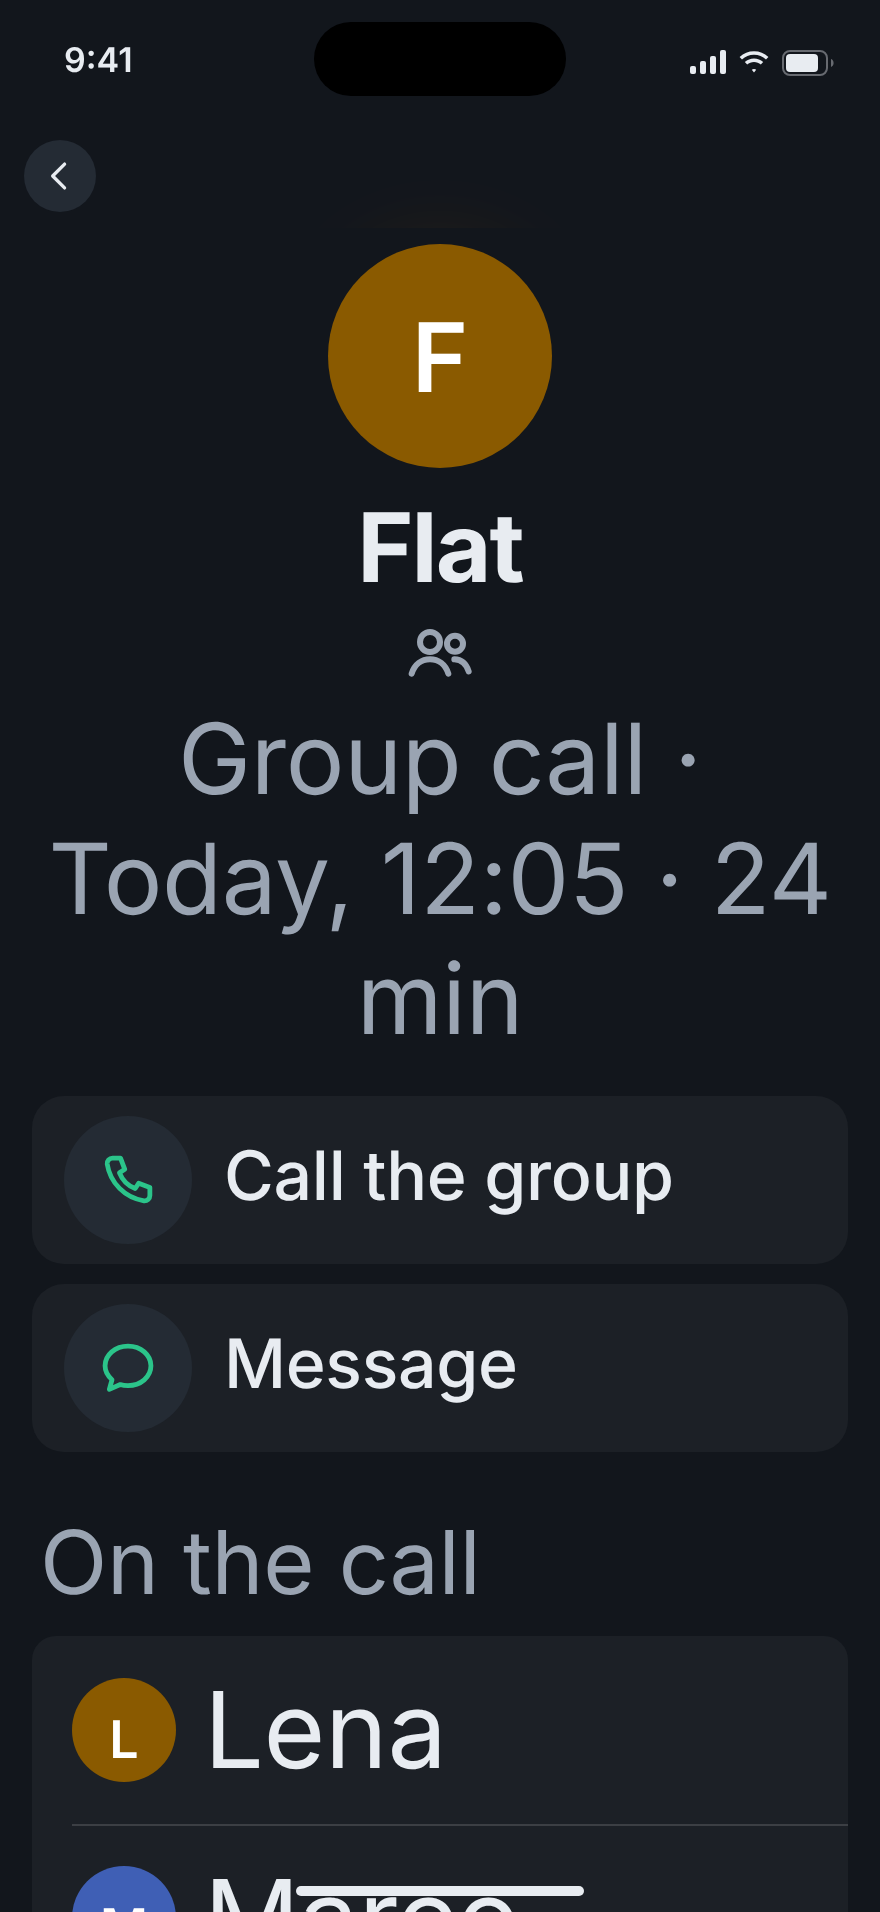 9:41
F
Flat
Group call ·
Today, 12:05 · 24
min
Call the group
Message
On the call
L
Lena